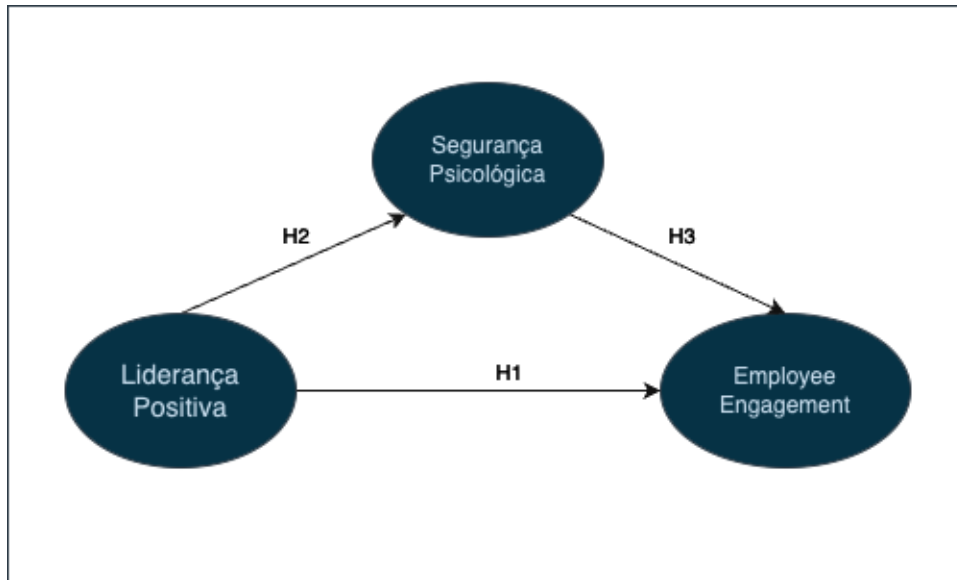 Segurança
Psicológica
H2
H3
Liderança
Positiva
H1
Employee
Engagement